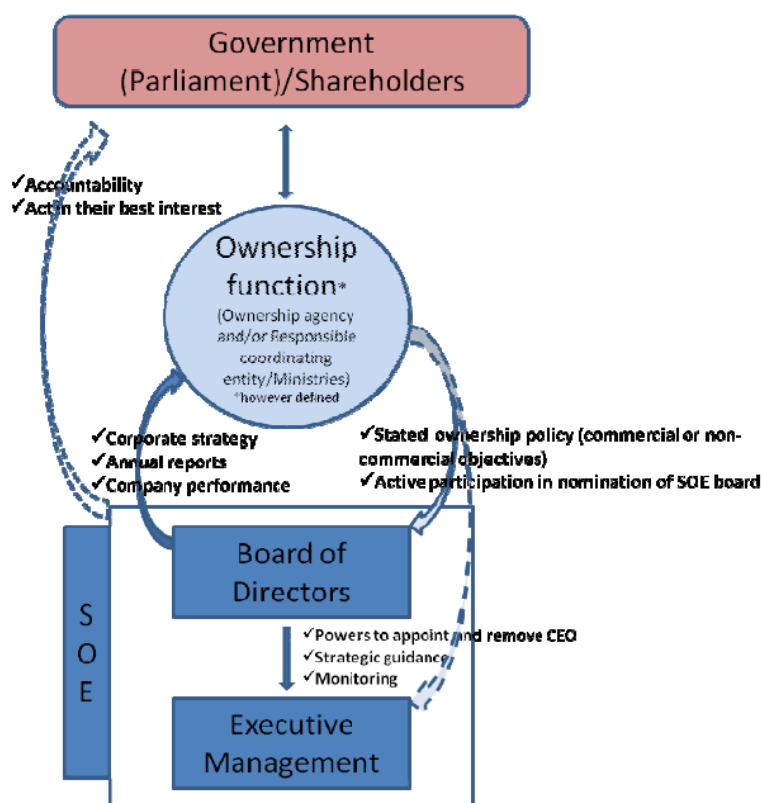 Government
(Parliament)/Shareholders
✓Accountability
✓Act in their best interest
Ownership
function*
(Ownership agency
and/or Responsible
coordinating
entity/Ministries)
*however defined
✓Corporate strategy
✓Annual reports
✓Company performance
✓Stated ownership policy (commercial or non-
commercial objectives)
✓Active participation in nomination of SOE board
SOE
Board of
Directors
✓Powers to appoint and remove CEO
✓Strategic guidance
✓Monitoring
Executive
Management